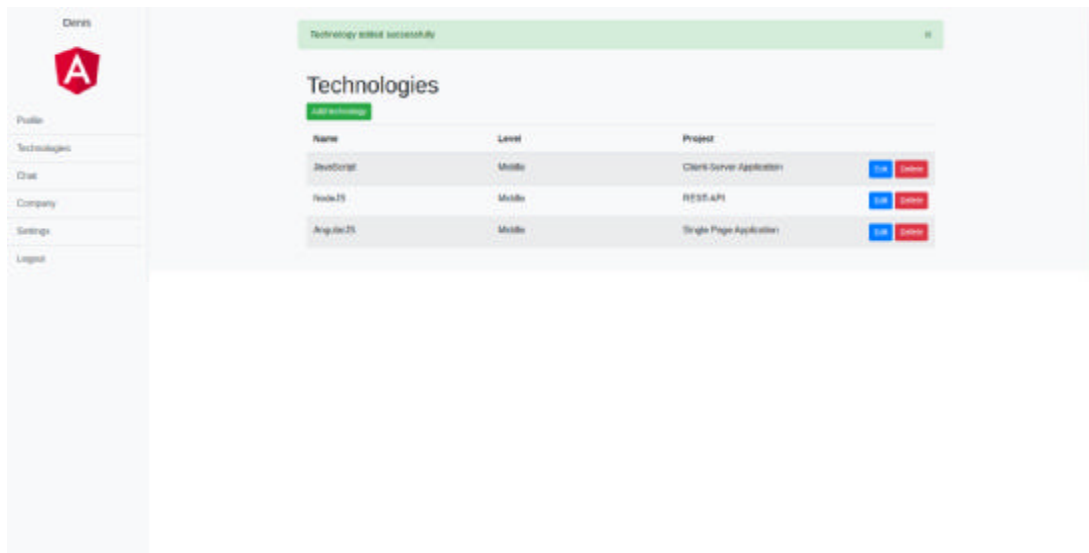 Denis
Technology added successfully
×
Technologies
Add technology
Profile
Technologies
Chat
Company
Settings
Logout
Name Level Project
JavaScript Middle Client-Server Application Edit Delete
NodeJS Middle REST-API Edit Delete
AngularJS Middle Single Page Application Edit Delete